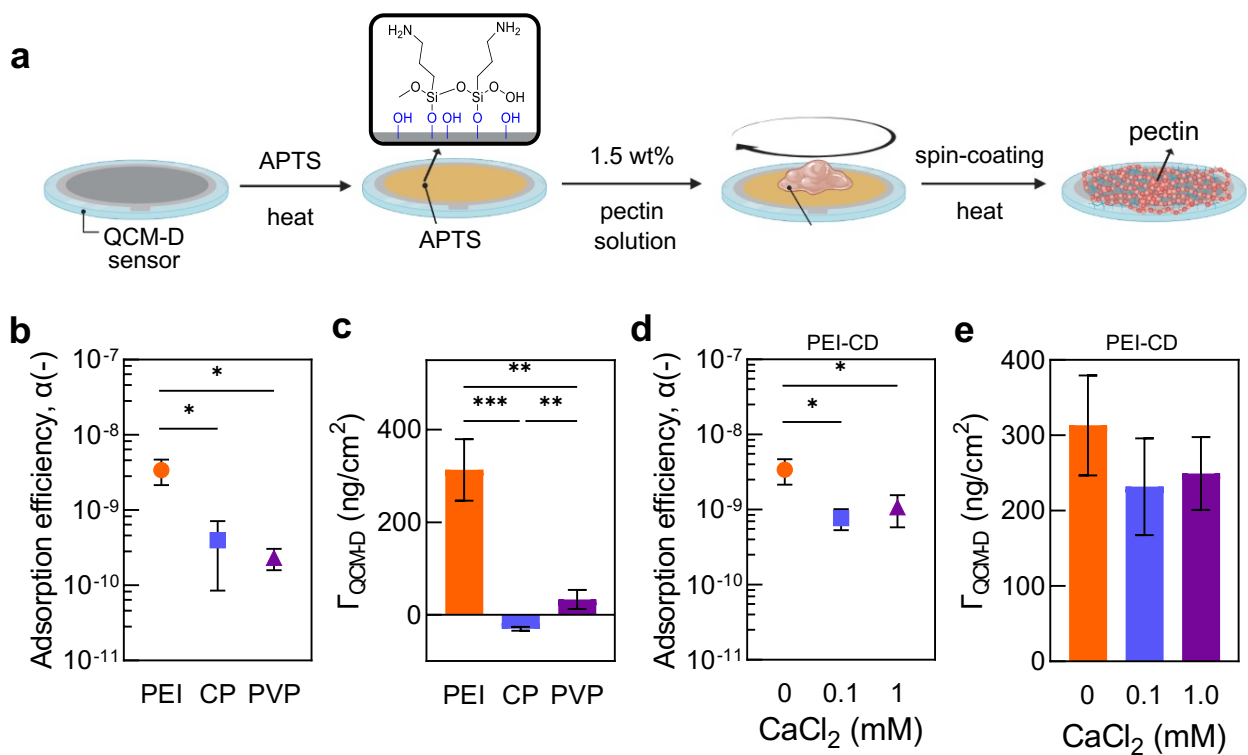 a
H₂N NH₂
O Si O Si O OH
OH O OH O OH
APTS
heat
1.5 wt%
pectin
solution
spin-coating
heat
pectin
QCM-D
sensor
APTS
b
Adsorption efficiency, α(-)
10⁻⁷
10⁻⁸
10⁻⁹
10⁻¹⁰
10⁻¹¹
*
*
PEI CP PVP
c
Γ_QCM-D (ng/cm²)
400
200
0
**
*** **
PEI CP PVP
d
PEI-CD
Adsorption efficiency, α(-)
10⁻⁷
10⁻⁸
10⁻⁹
10⁻¹⁰
10⁻¹¹
*
*
0 0.1 1
CaCl₂ (mM)
e
PEI-CD
Γ_QCM-D (ng/cm²)
400
300
200
100
0
0 0.1 1.0
CaCl₂ (mM)